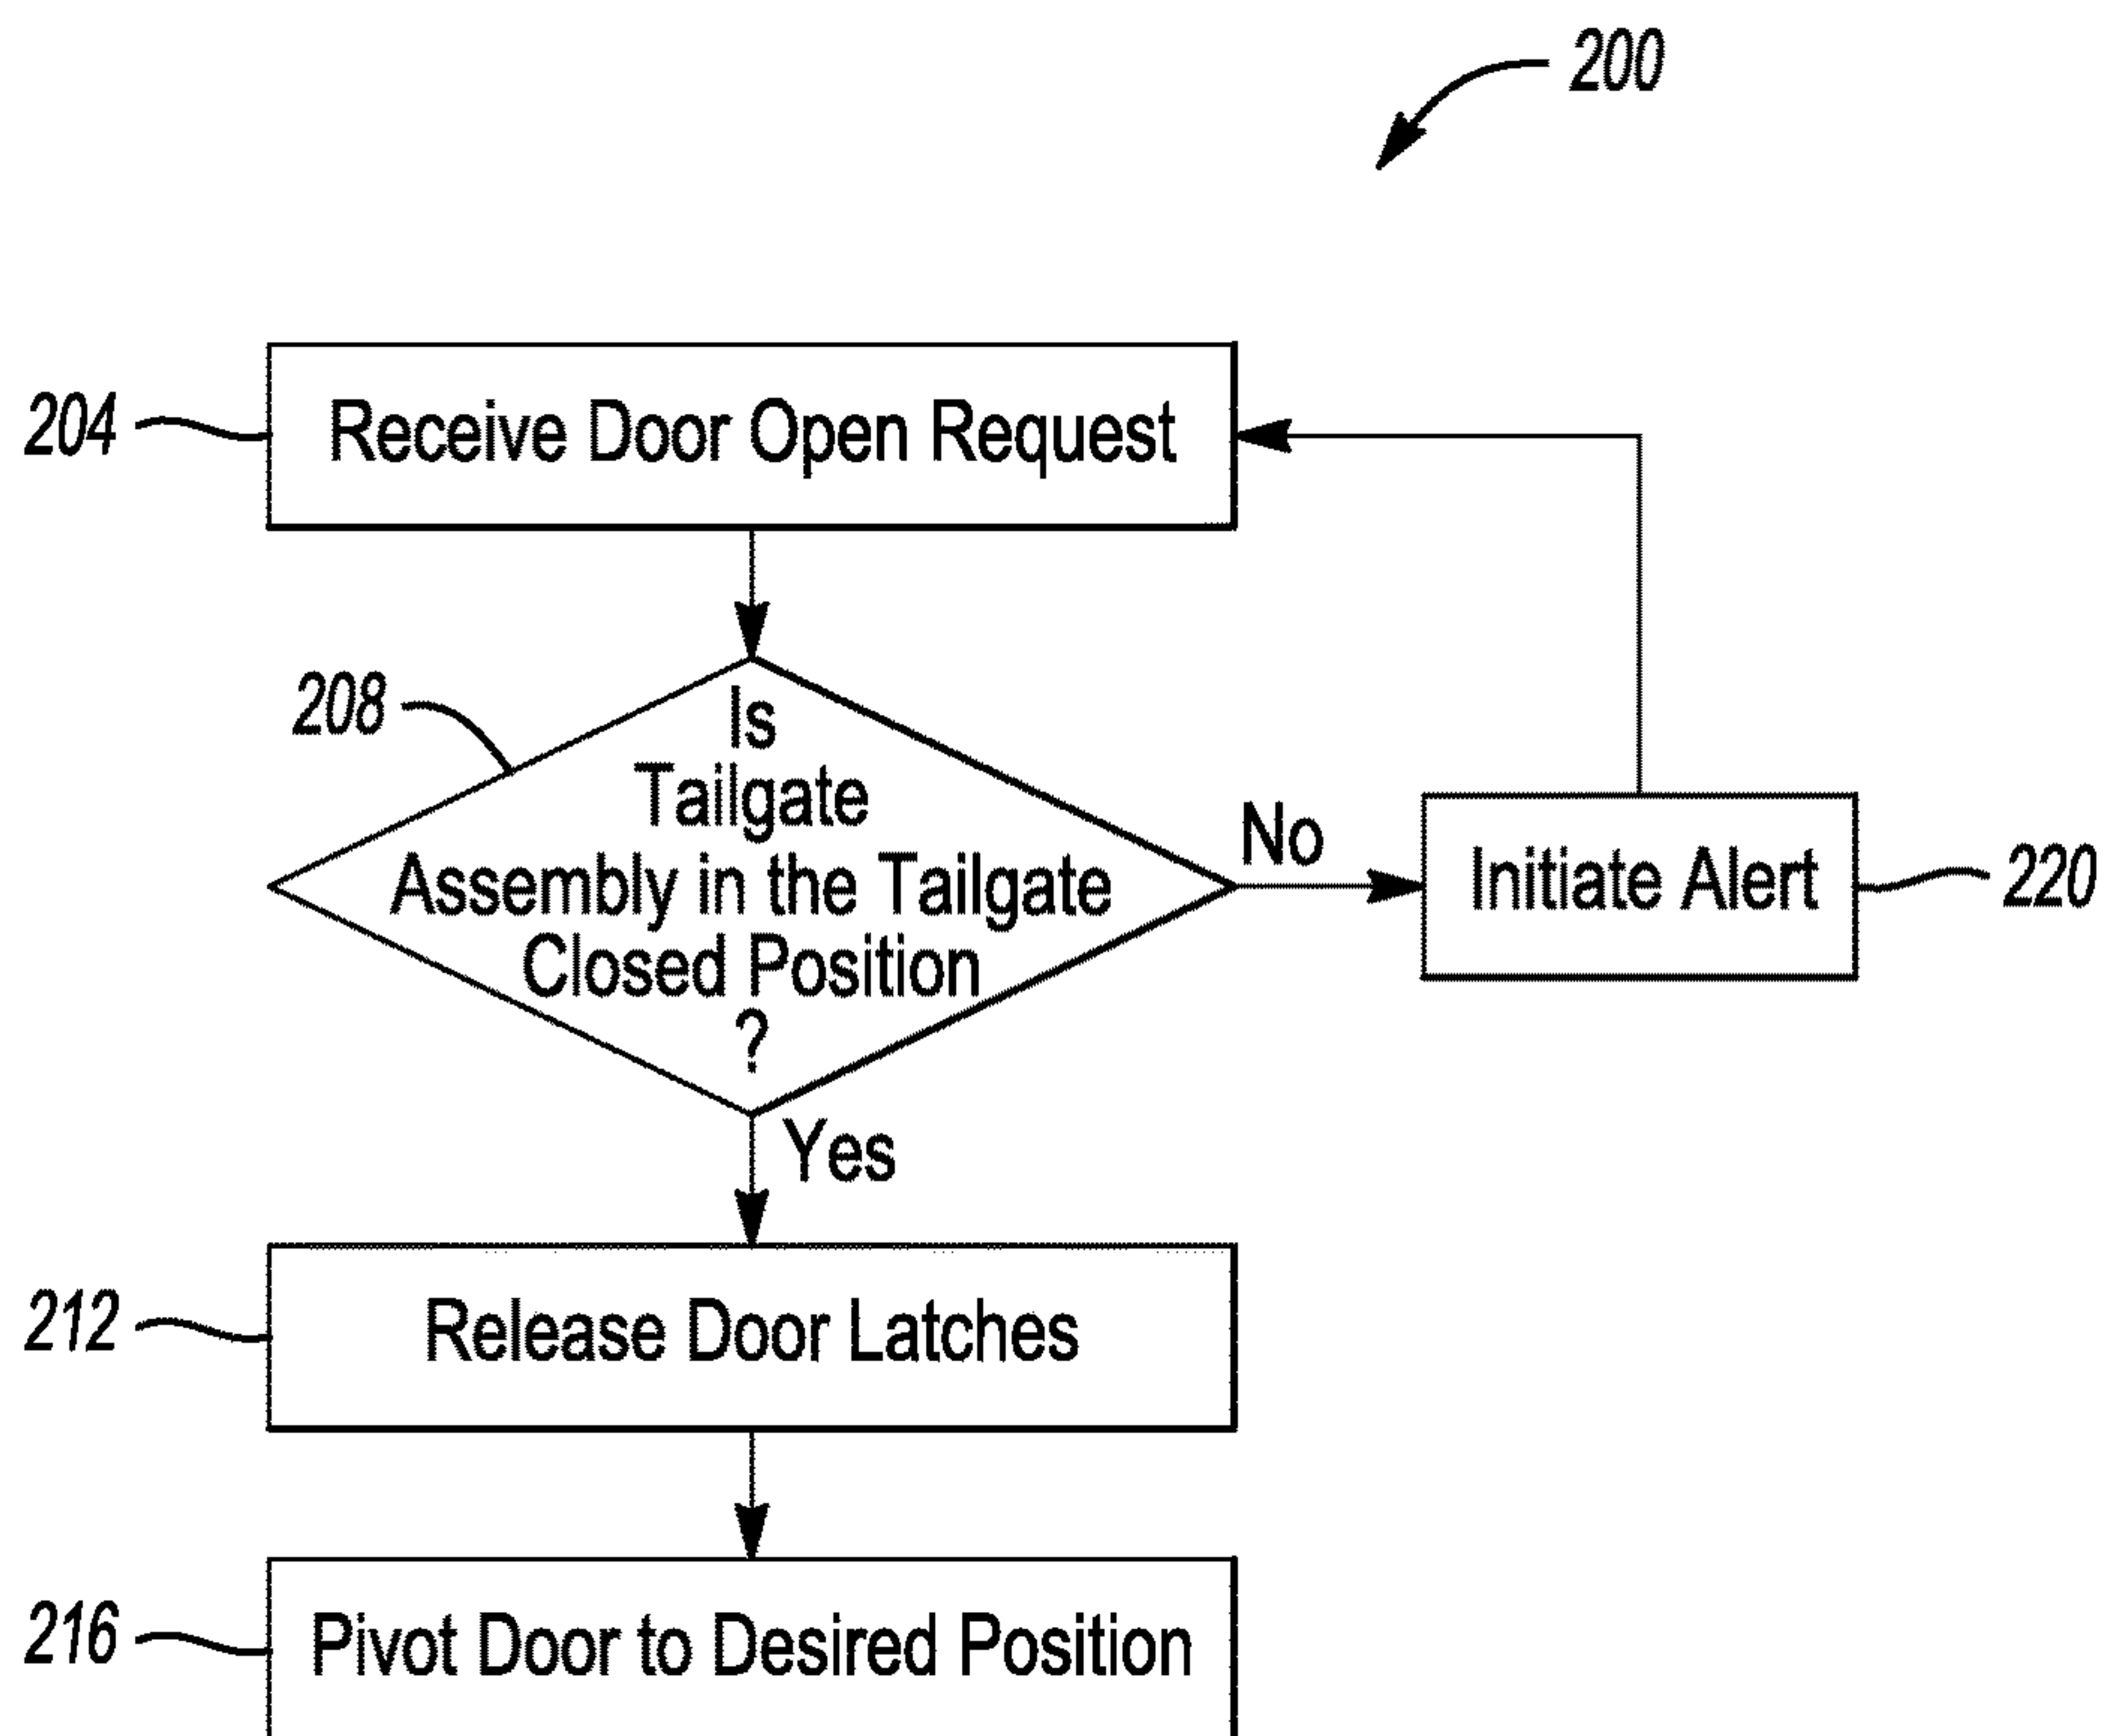 200
204
Receive Door Open Request
208
Is
Tailgate
Assembly in the Tailgate
Closed Position
?
No
Initiate Alert
220
Yes
212
Release Door Latches
216
Pivot Door to Desired Position